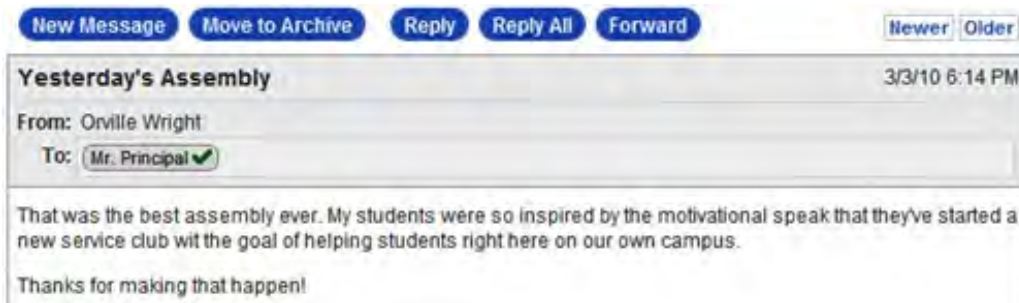 New Message Move to Archive Reply Reply All Forward Newer Older
Yesterday's Assembly 3/3/10 6:14 PM
From: Orville Wright
To: Mr. Principal
That was the best assembly ever. My students were so inspired by the motivational speak that they've started a
new service club wit the goal of helping students right here on our own campus.
Thanks for making that happen!